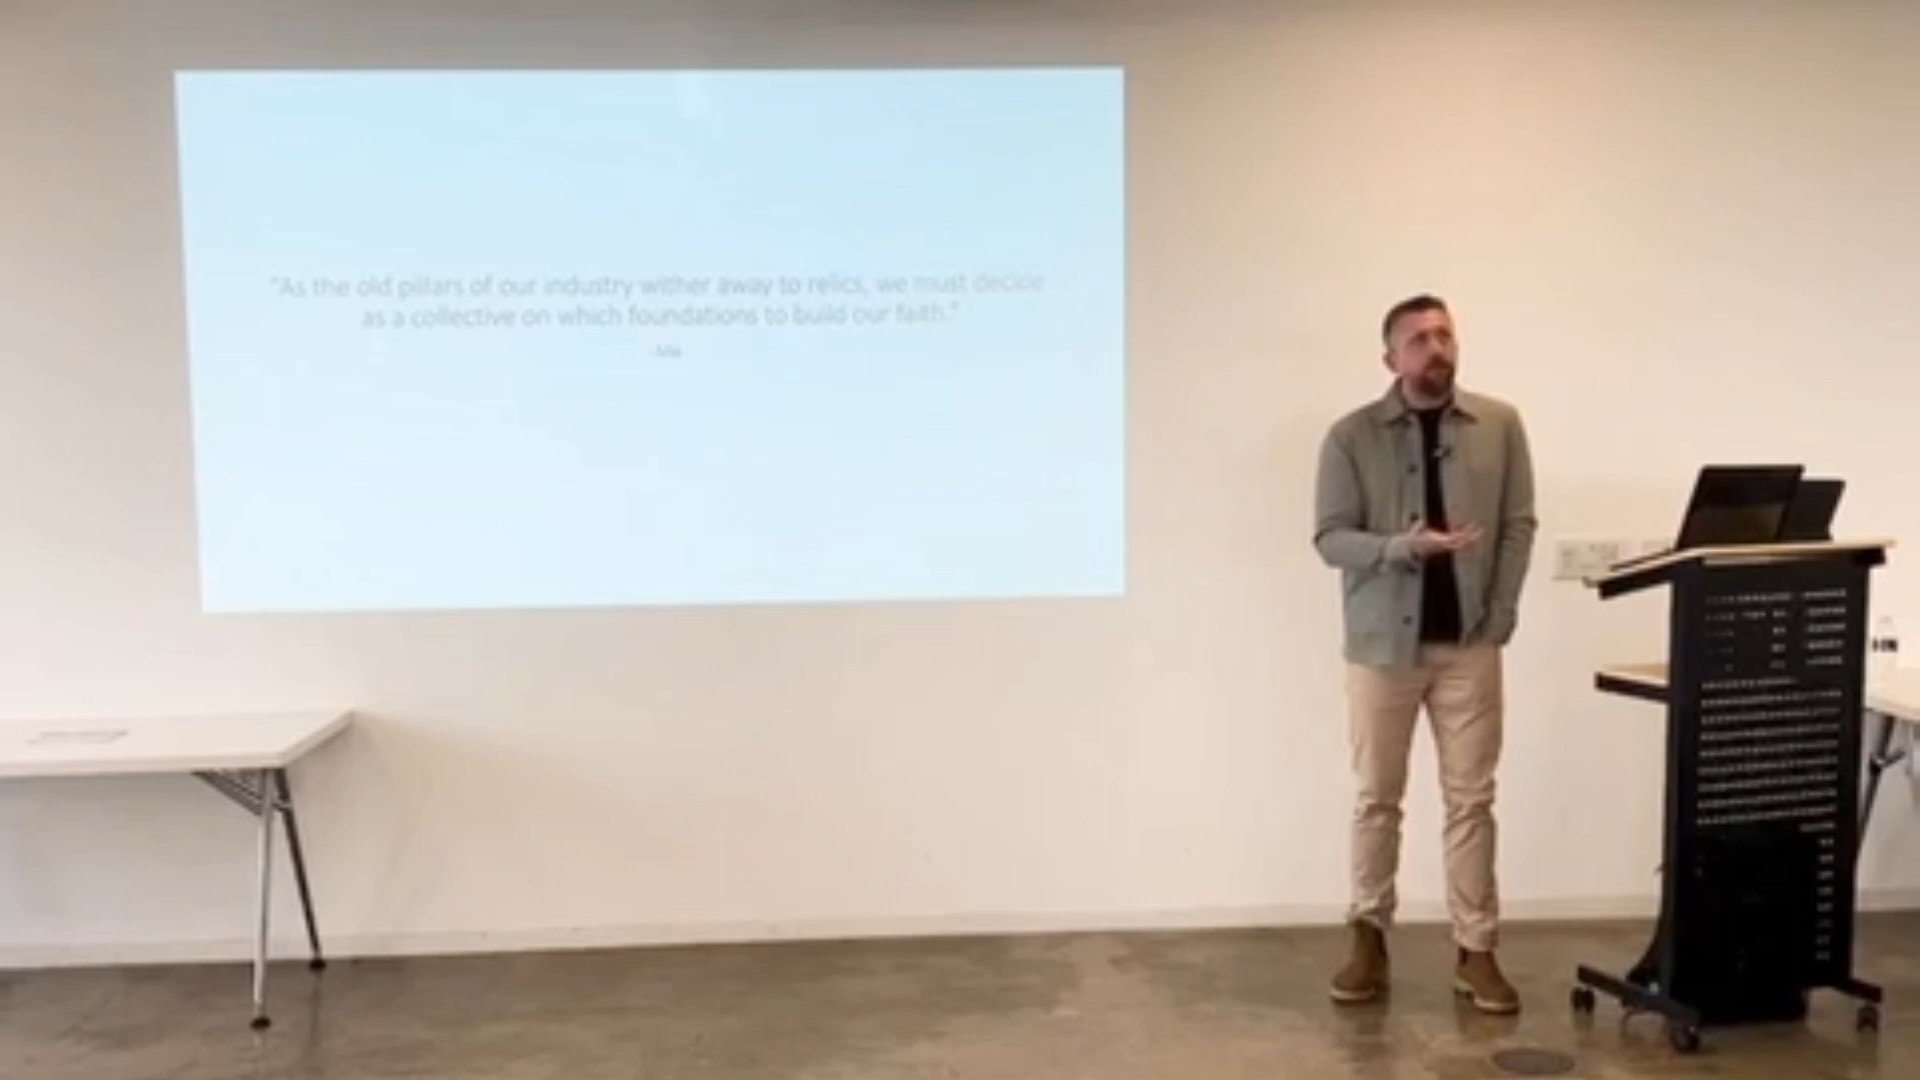 "As the old pillars of our industry wither away to relics, we must decide
as a collective on which foundations to build our faith."
-Me